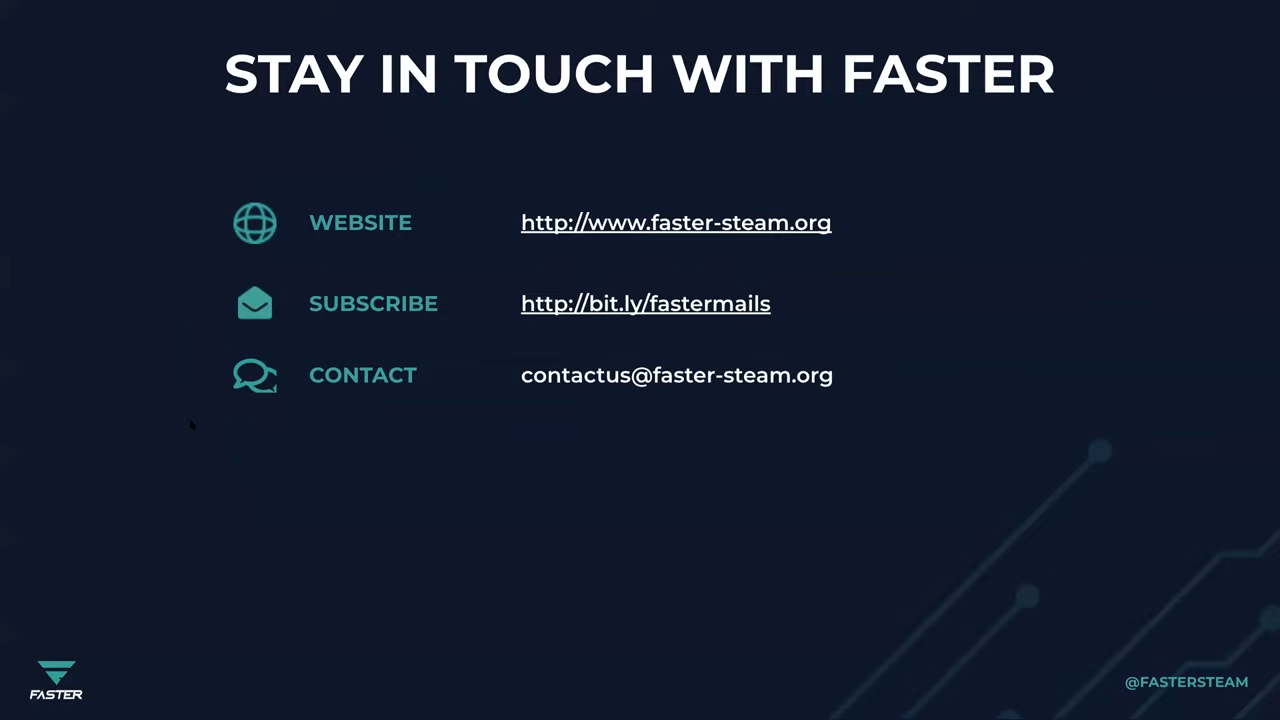 STAY IN TOUCH WITH FASTER
WEBSITE http://www.faster-steam.org
SUBSCRIBE http://bit.ly/fastermails
CONTACT contactus@faster-steam.org
FASTER
@FASTERSTEAM